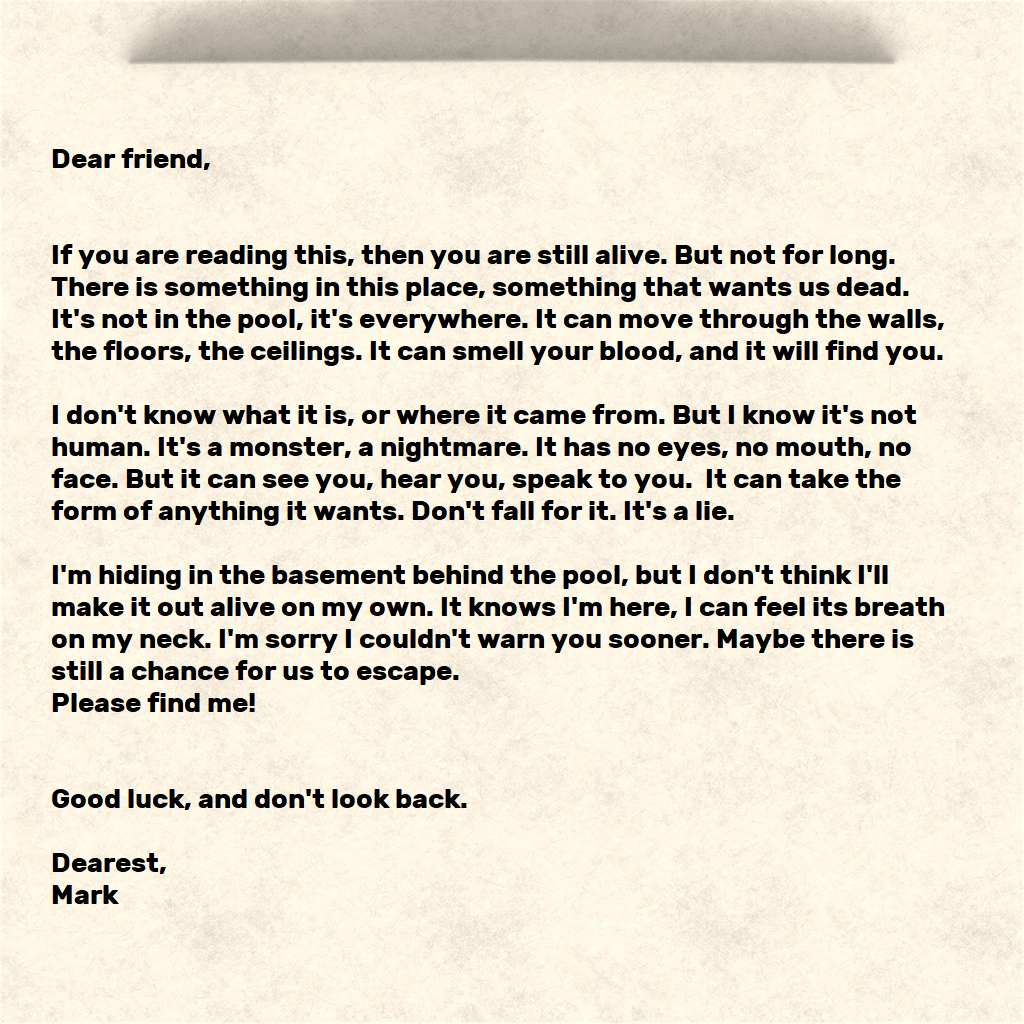 Dear friend,
If you are reading this, then you are still alive. But not for long.
There is something in this place, something that wants us dead.
It's not in the pool, it's everywhere. It can move through the walls,
the floors, the ceilings. It can smell your blood, and it will find you.
I don't know what it is, or where it came from. But I know it's not
human. It's a monster, a nightmare. It has no eyes, no mouth, no
face. But it can see you, hear you, speak to you.  It can take the
form of anything it wants. Don't fall for it. It's a lie.
I'm hiding in the basement behind the pool, but I don't think I'll
make it out alive on my own. It knows I'm here, I can feel its breath
on my neck. I'm sorry I couldn't warn you sooner. Maybe there is
still a chance for us to escape.
Please find me!
Good luck, and don't look back.
Dearest,
Mark